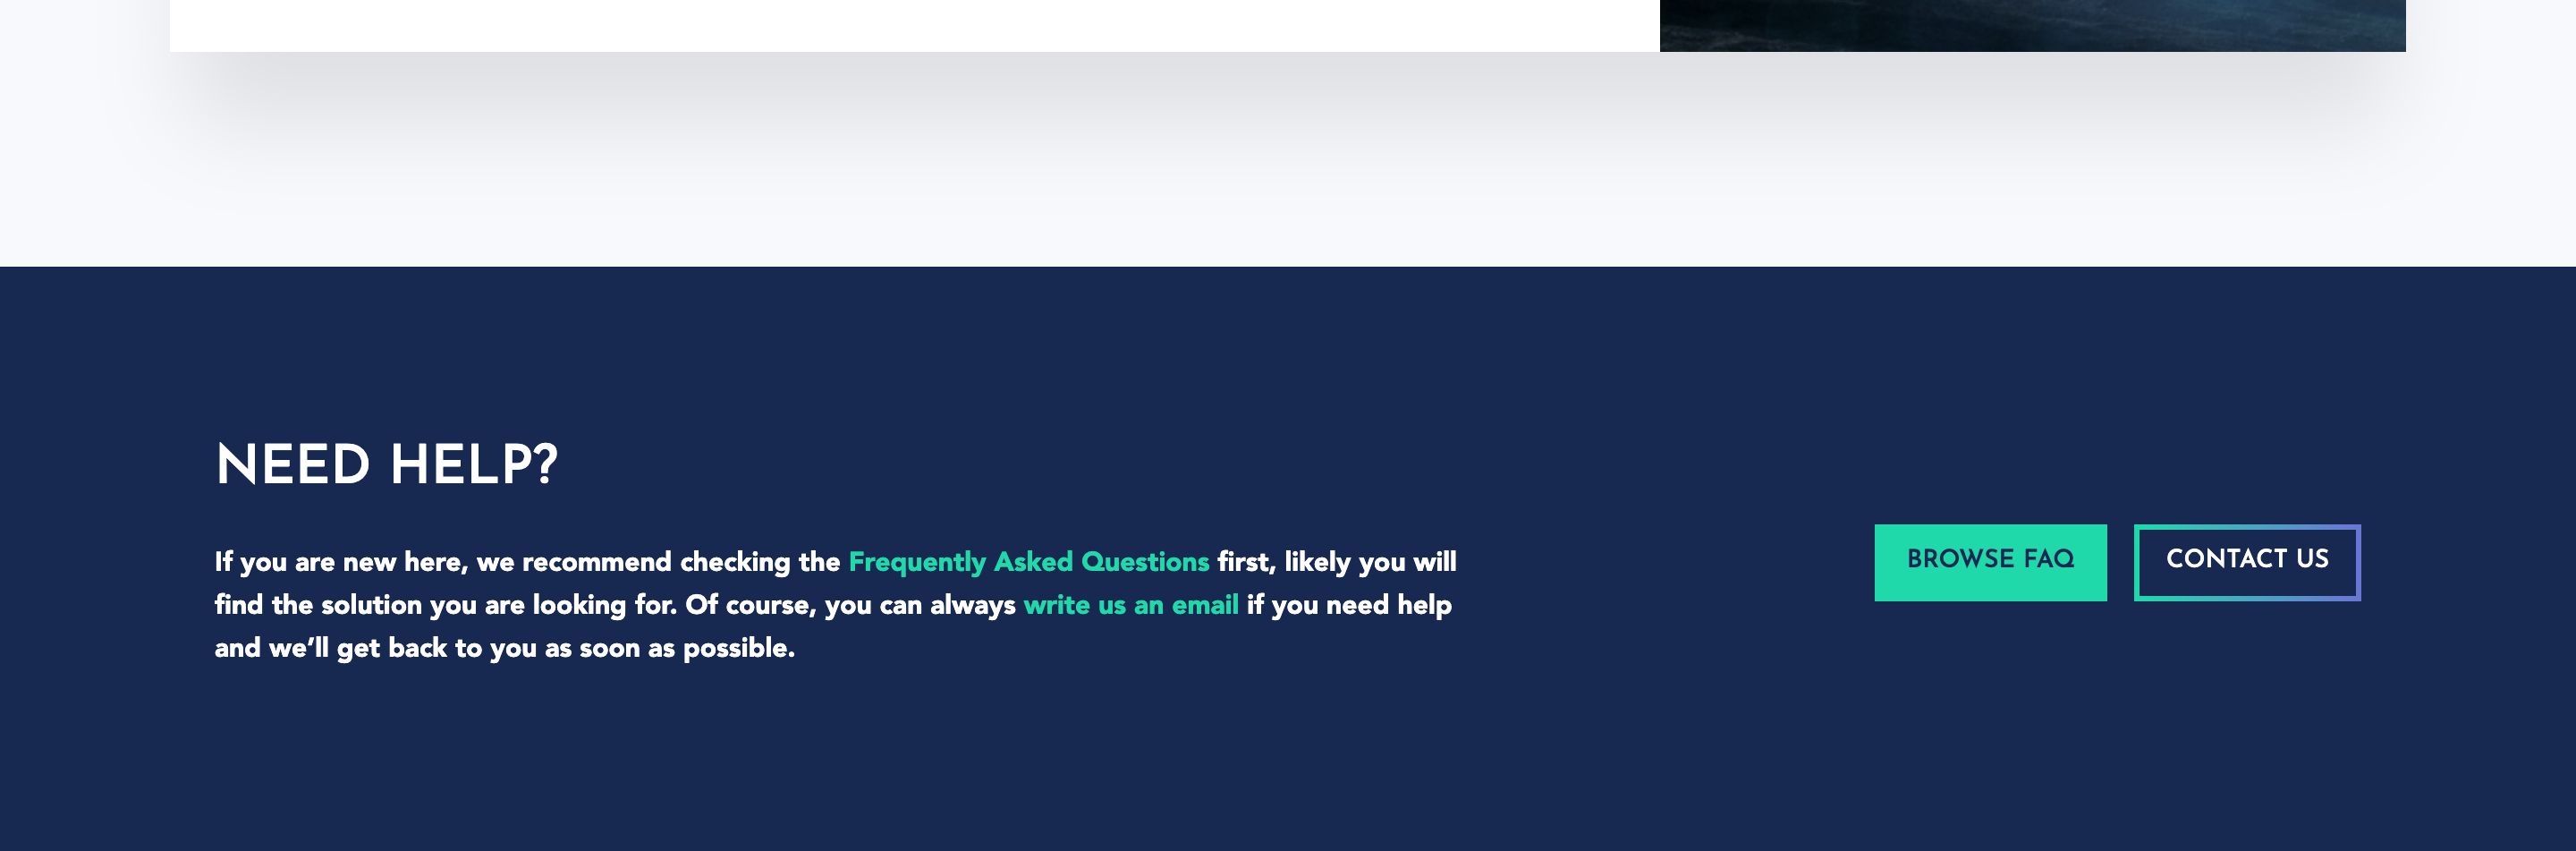 NEED HELP?
If you are new here, we recommend checking the Frequently Asked Questions first, likely you will
find the solution you are looking for. Of course, you can always write us an email if you need help
and we’ll get back to you as soon as possible.
BROWSE FAQ
CONTACT US